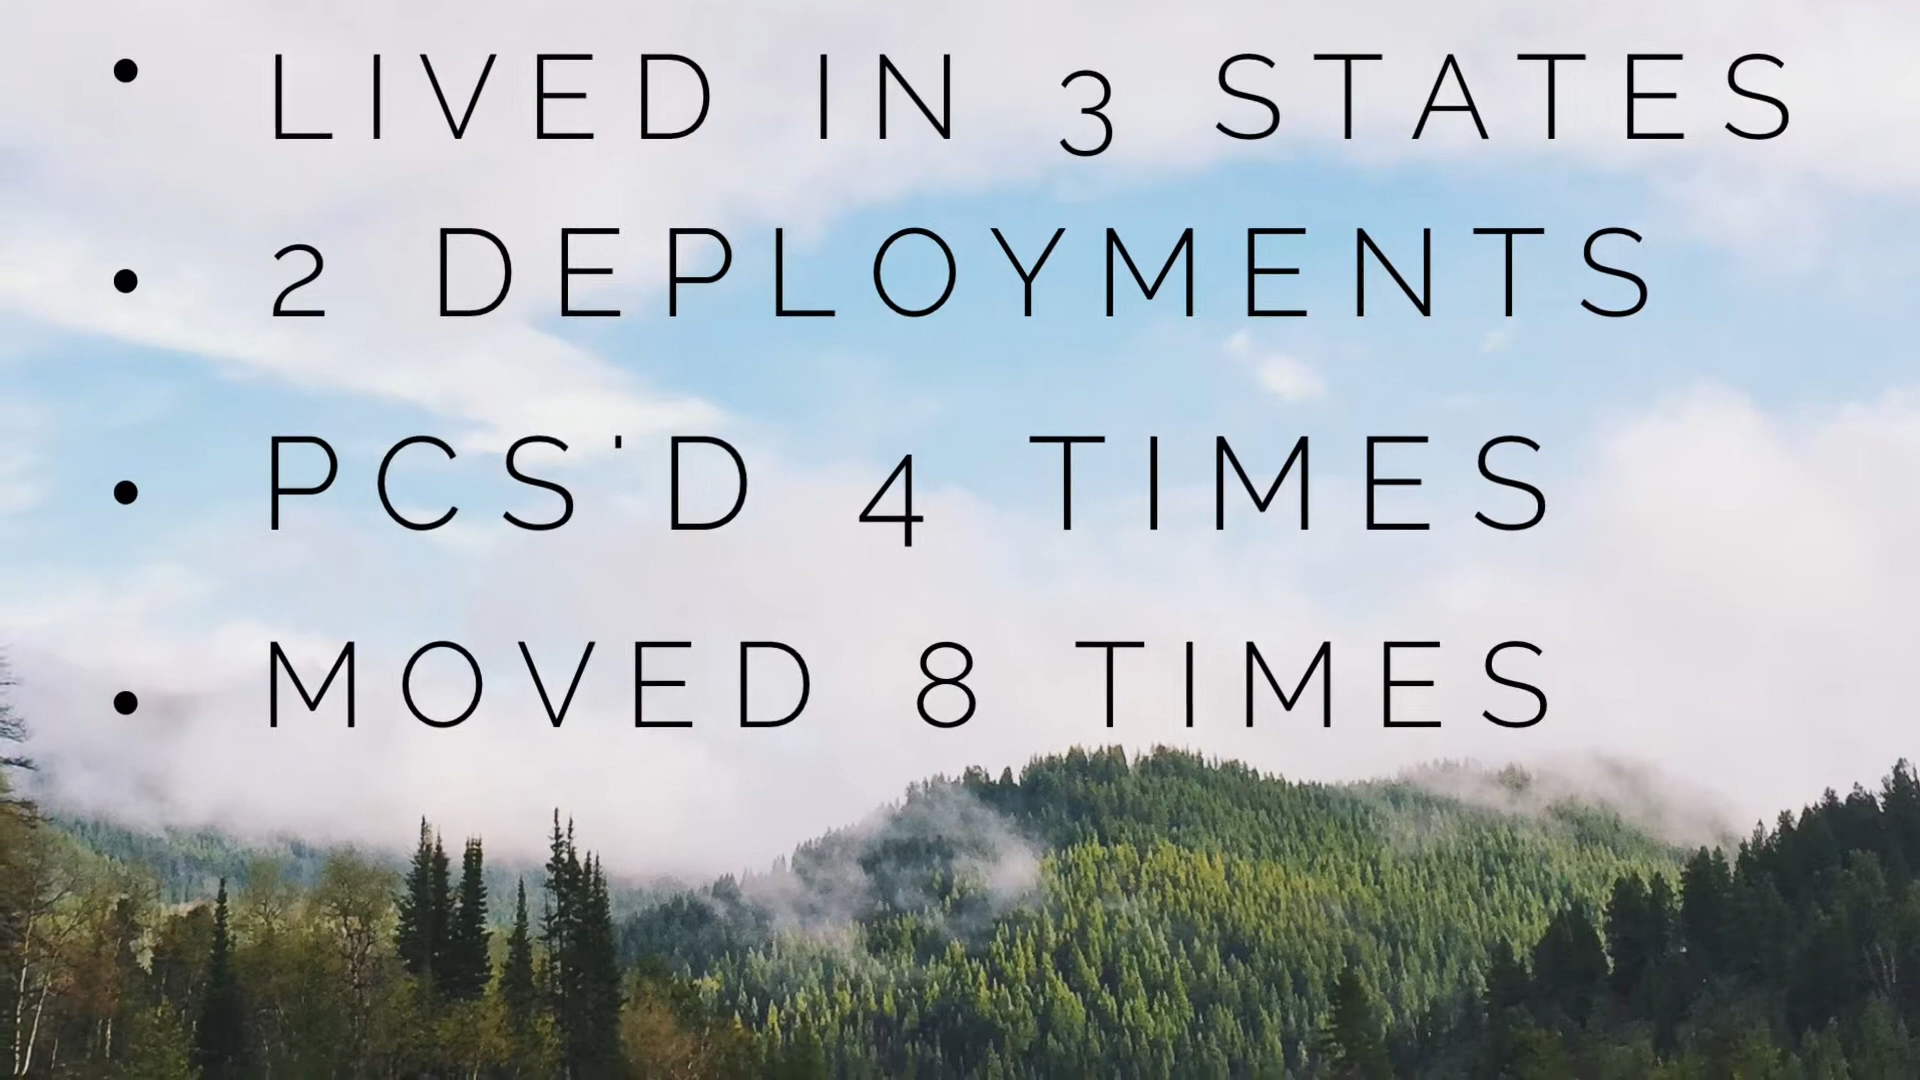 • LIVED IN 3 STATES
• 2 DEPLOYMENTS
• PCS'D 4 TIMES
• MOVED 8 TIMES